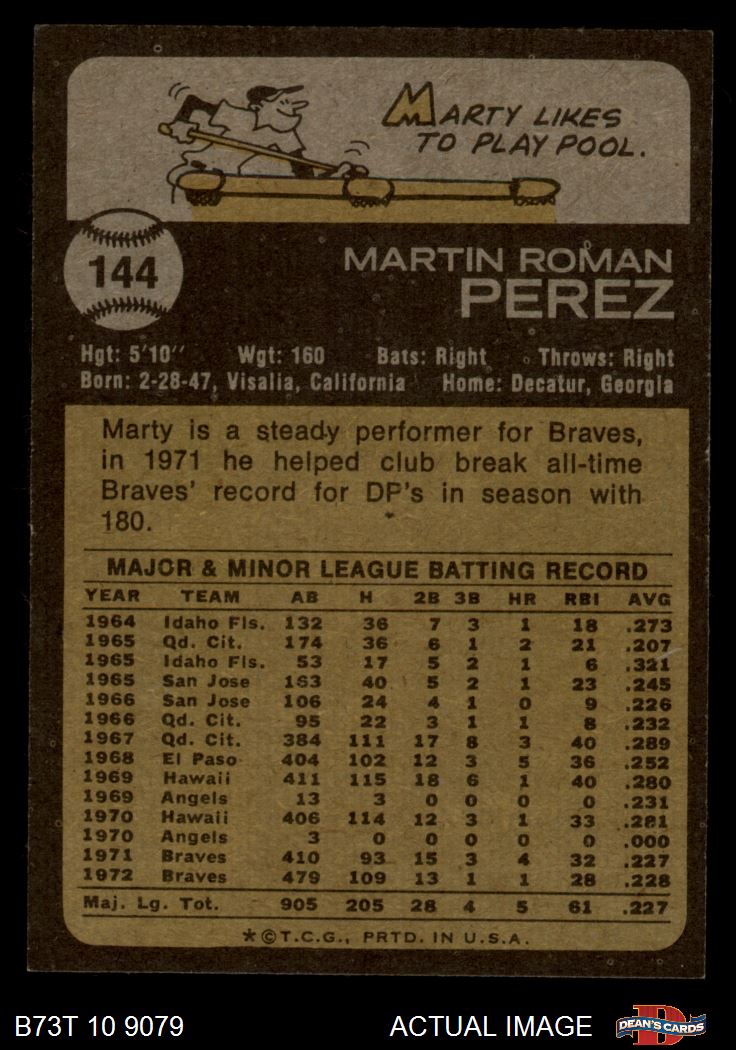 MARTY LIKES
TO PLAY POOL.
144
MARTIN ROMAN
PEREZ
Hgt: 5'10" Wgt: 160 Bats: Right Throws: Right
Born: 2-28-47, Visalia, California Home: Decatur, Georgia
Marty is a steady performer for Braves,
in 1971 he helped club break all-time
Braves' record for DP's in season with
180.
MAJOR & MINOR LEAGUE BATTING RECORD
YEAR TEAM AB H 2B 3B HR RBI AVG
1964 Idaho Fls. 132 36 7 3 1 18 .273
1965 Qd. Cit. 174 36 6 1 2 21 .207
1965 Idaho Fls. 53 17 5 2 1 6 .321
1965 San Jose 163 40 5 2 1 23 .245
1966 San Jose 106 24 4 1 0 9 .226
1966 Qd. Cit. 95 22 3 1 1 8 .232
1967 Qd. Cit. 384 111 17 8 3 40 .289
1968 El Paso 404 102 12 3 5 36 .252
1969 Hawaii 411 115 18 6 1 40 .280
1969 Angels 13 3 0 0 0 0 .231
1970 Hawaii 406 114 12 3 1 33 .281
1970 Angels 3 0 0 0 0 0 .000
1971 Braves 410 93 15 3 4 32 .227
1972 Braves 479 109 13 1 1 28 .228
Maj. Lg. Tot. 905 205 28 4 5 61 .227
*©T.C.G., PRTD. IN U.S.A.
B73T 10 9079 ACTUAL IMAGE D DEAN'S CARDS